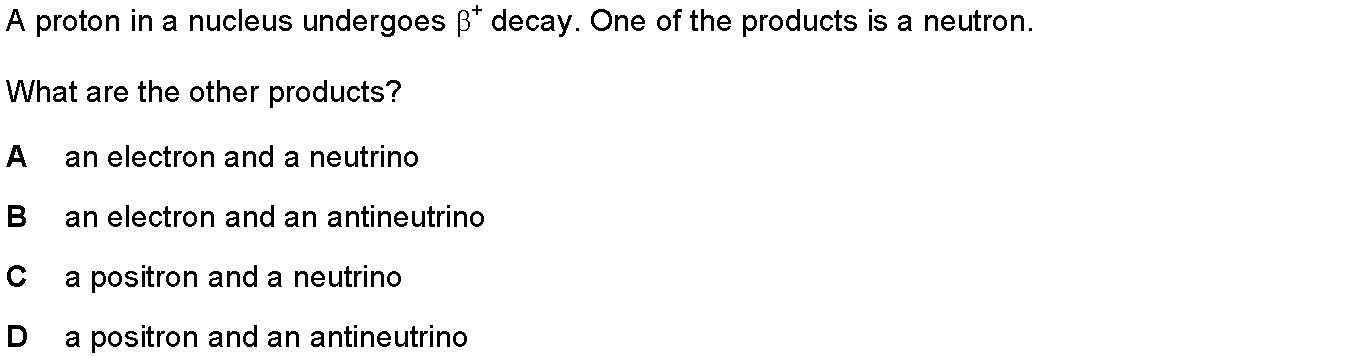 A proton in a nucleus undergoes β⁺ decay. One of the products is a neutron.
What are the other products?
A an electron and a neutrino
B an electron and an antineutrino
C a positron and a neutrino
D a positron and an antineutrino